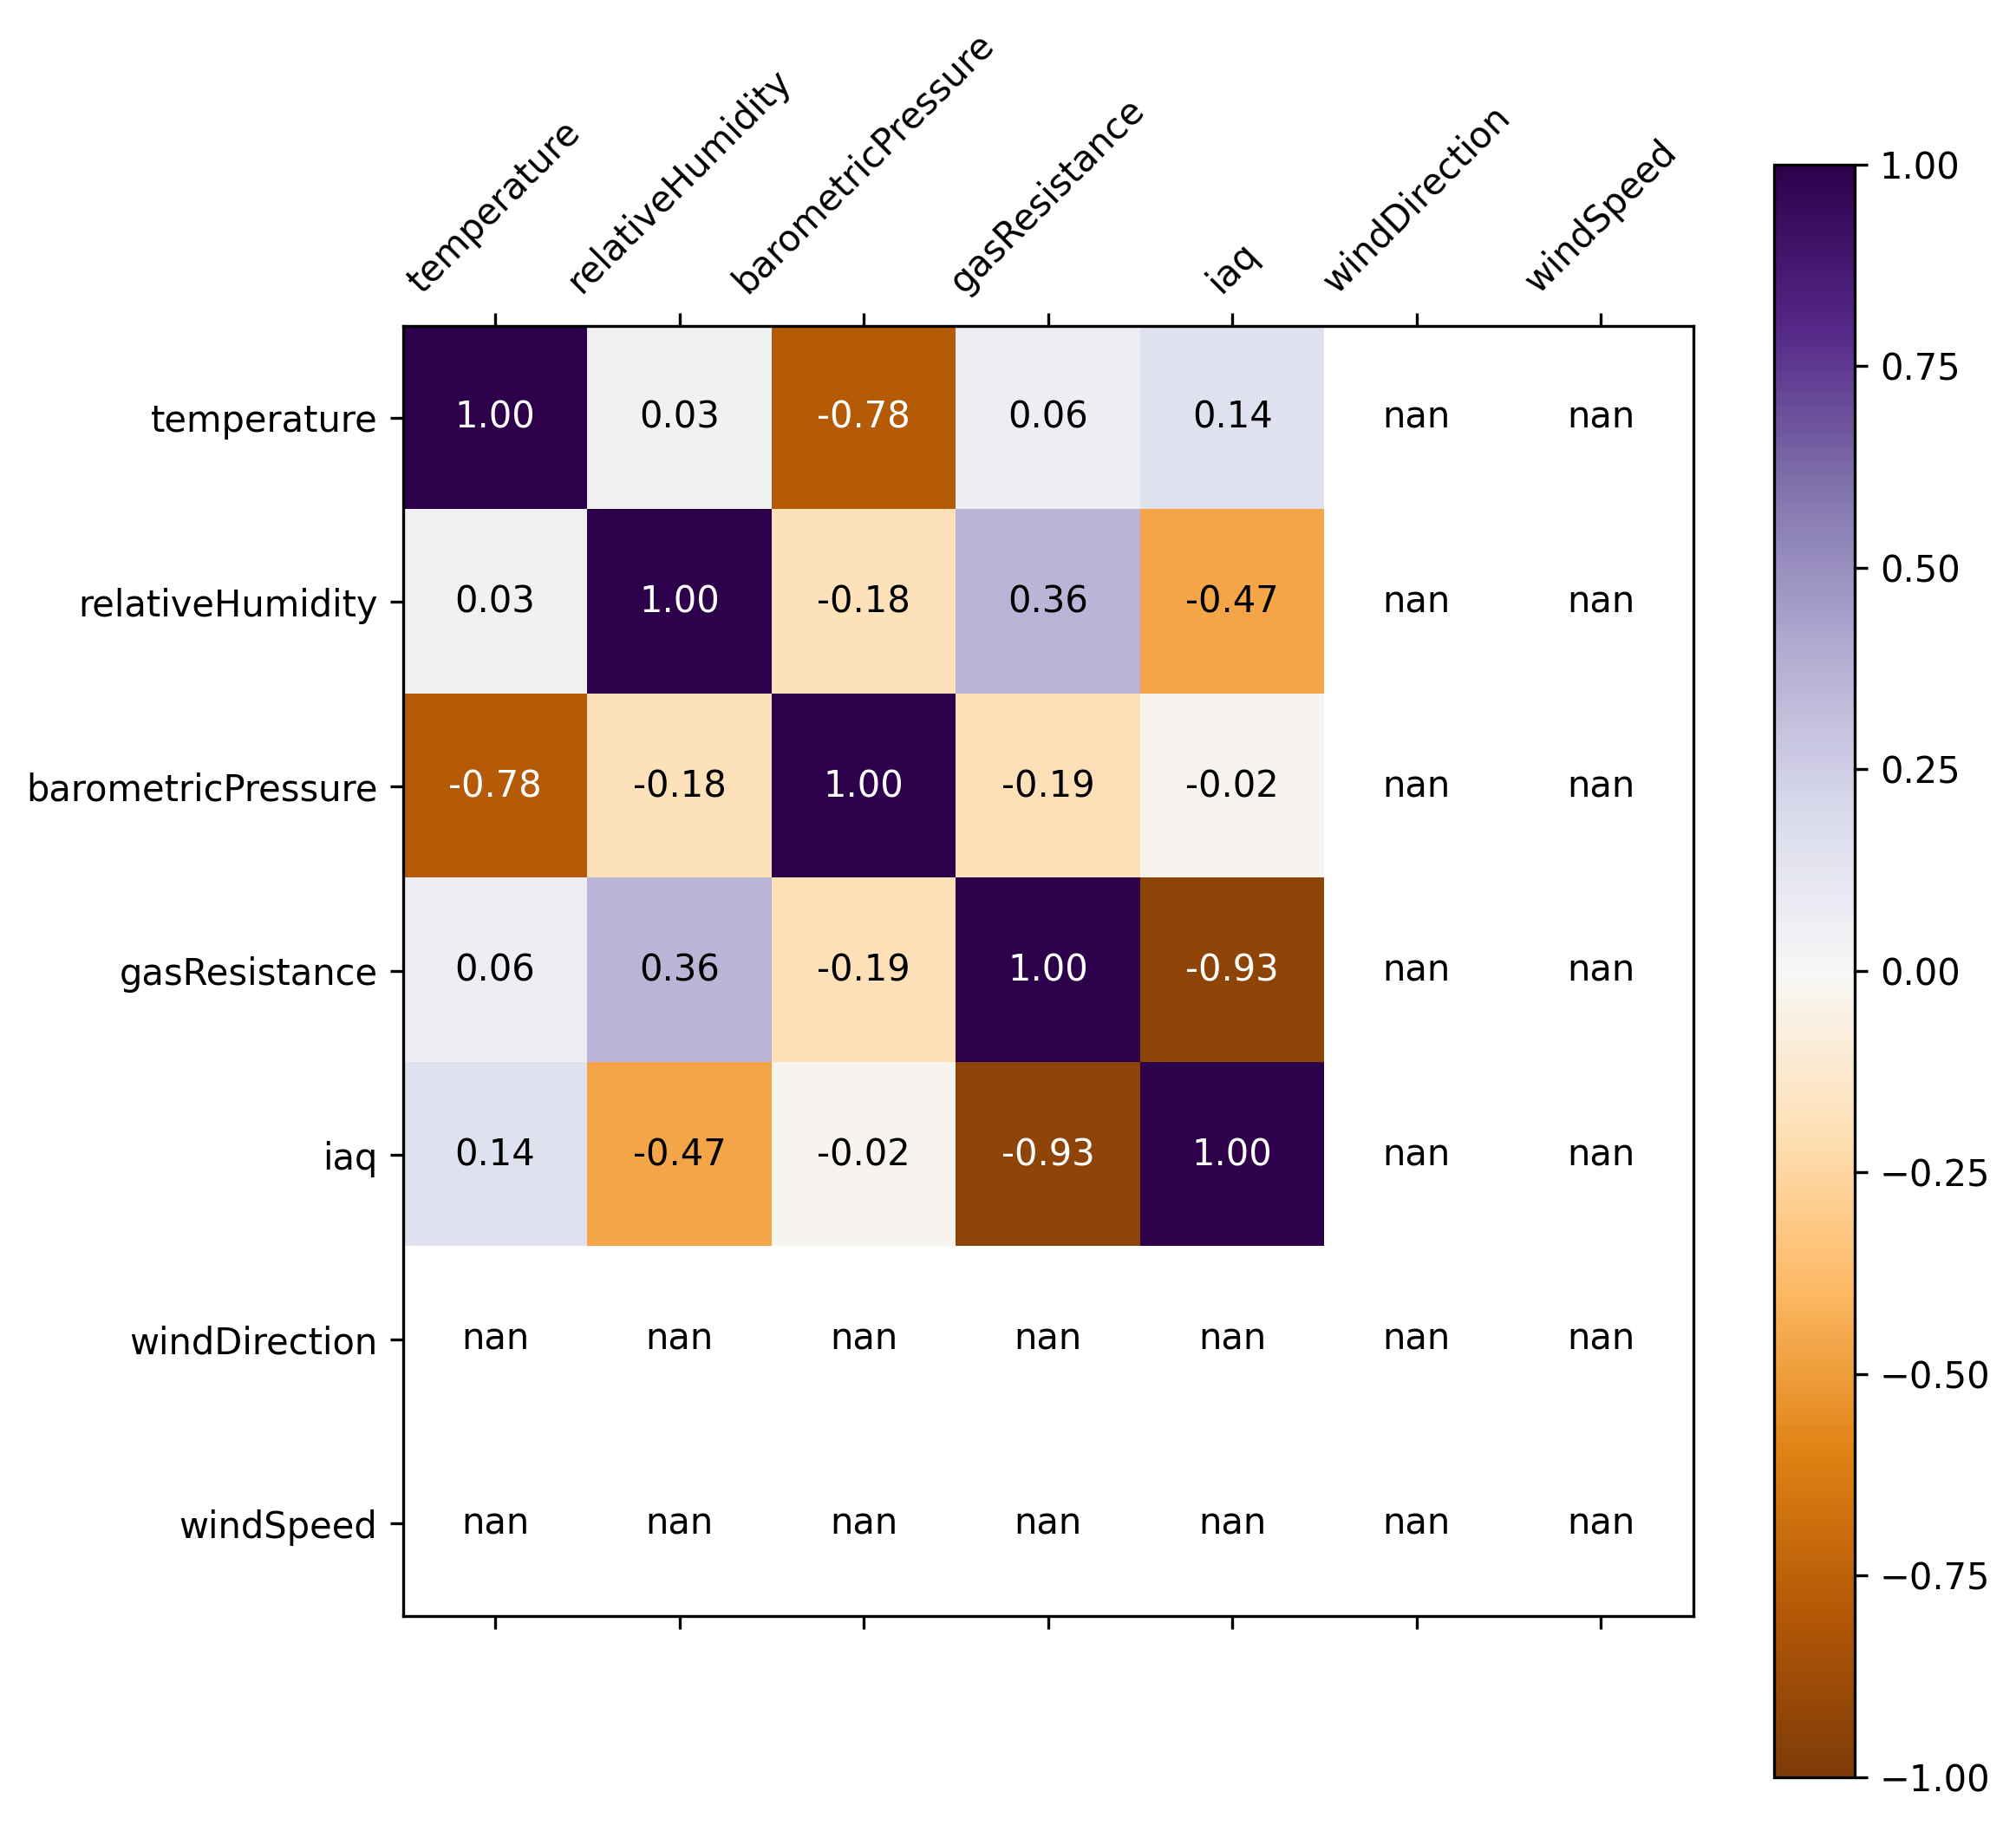 temperature
relativeHumidity
barometricPressure
gasResistance
iaq
windDirection
windSpeed
temperature 1.00 0.03 -0.78 0.06 0.14 nan nan
relativeHumidity 0.03 1.00 -0.18 0.36 -0.47 nan nan
barometricPressure -0.78 -0.18 1.00 -0.19 -0.02 nan nan
gasResistance 0.06 0.36 -0.19 1.00 -0.93 nan nan
iaq 0.14 -0.47 -0.02 -0.93 1.00 nan nan
windDirection nan nan nan nan nan nan nan
windSpeed nan nan nan nan nan nan nan
1.00
0.75
0.50
0.25
0.00
−0.25
−0.50
−0.75
−1.00